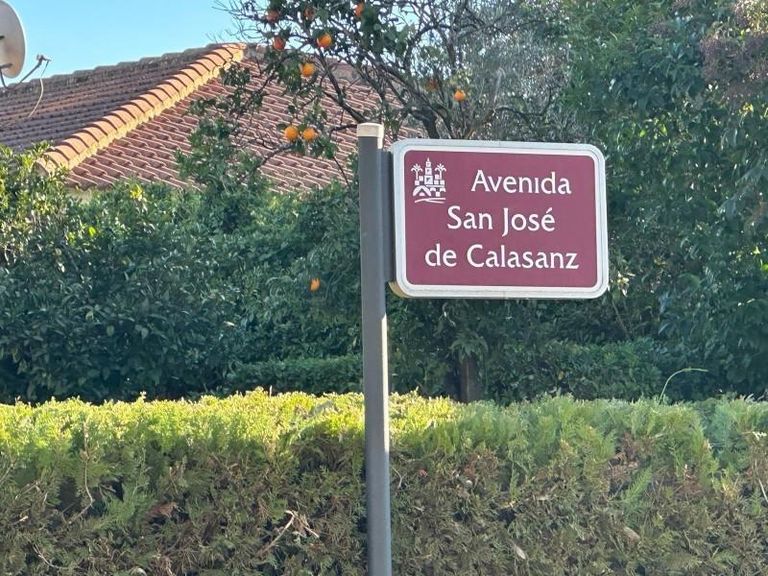 Avenida
San José
de Calasanz